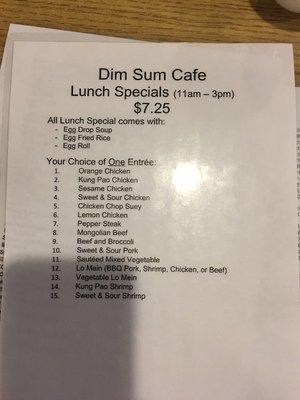 Dim Sum Cafe
Lunch Specials (11am – 3pm)
$7.25
All Lunch Special comes with:
- Egg Drop Soup
- Egg Fried Rice
- Egg Roll
Your Choice of One Entrée:
1. Orange Chicken
2. Kung Pao Chicken
3. Sesame Chicken
4. Sweet & Sour Chicken
5. Chicken Chop Suey
6. Lemon Chicken
7. Pepper Steak
8. Mongolian Beef
9. Beef and Broccoli
10. Sweet & Sour Pork
11. Sautéed Mixed Vegetable
12. Lo Mein (BBQ Pork, Shrimp, Chicken, or Beef)
13. Vegetable Lo Mein
14. Kung Pao Shrimp
15. Sweet & Sour Shrimp